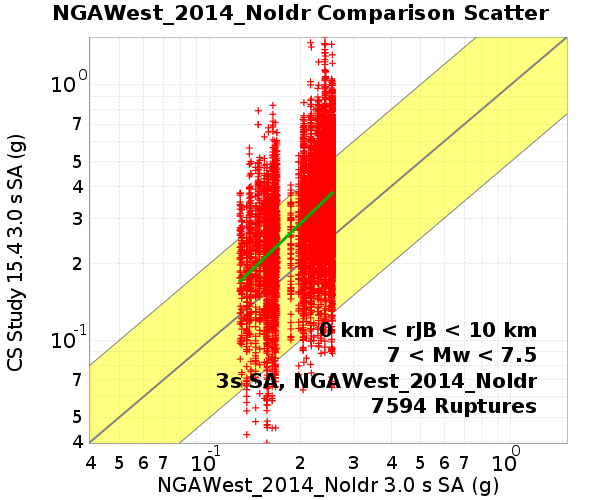 NGAWest_2014_NoIdr Comparison Scatter
CS Study 15.4 3.0 s SA (g)
10^0
7
5
4
3
2
10^-1
7
5
4
0 km < rJB < 10 km
7 < Mw < 7.5
3s SA, NGAWest_2014_NoIdr
7594 Ruptures
4 5 6 7 10^-1 2 3 4 5 6 7 10^0
NGAWest_2014_NoIdr 3.0 s SA (g)